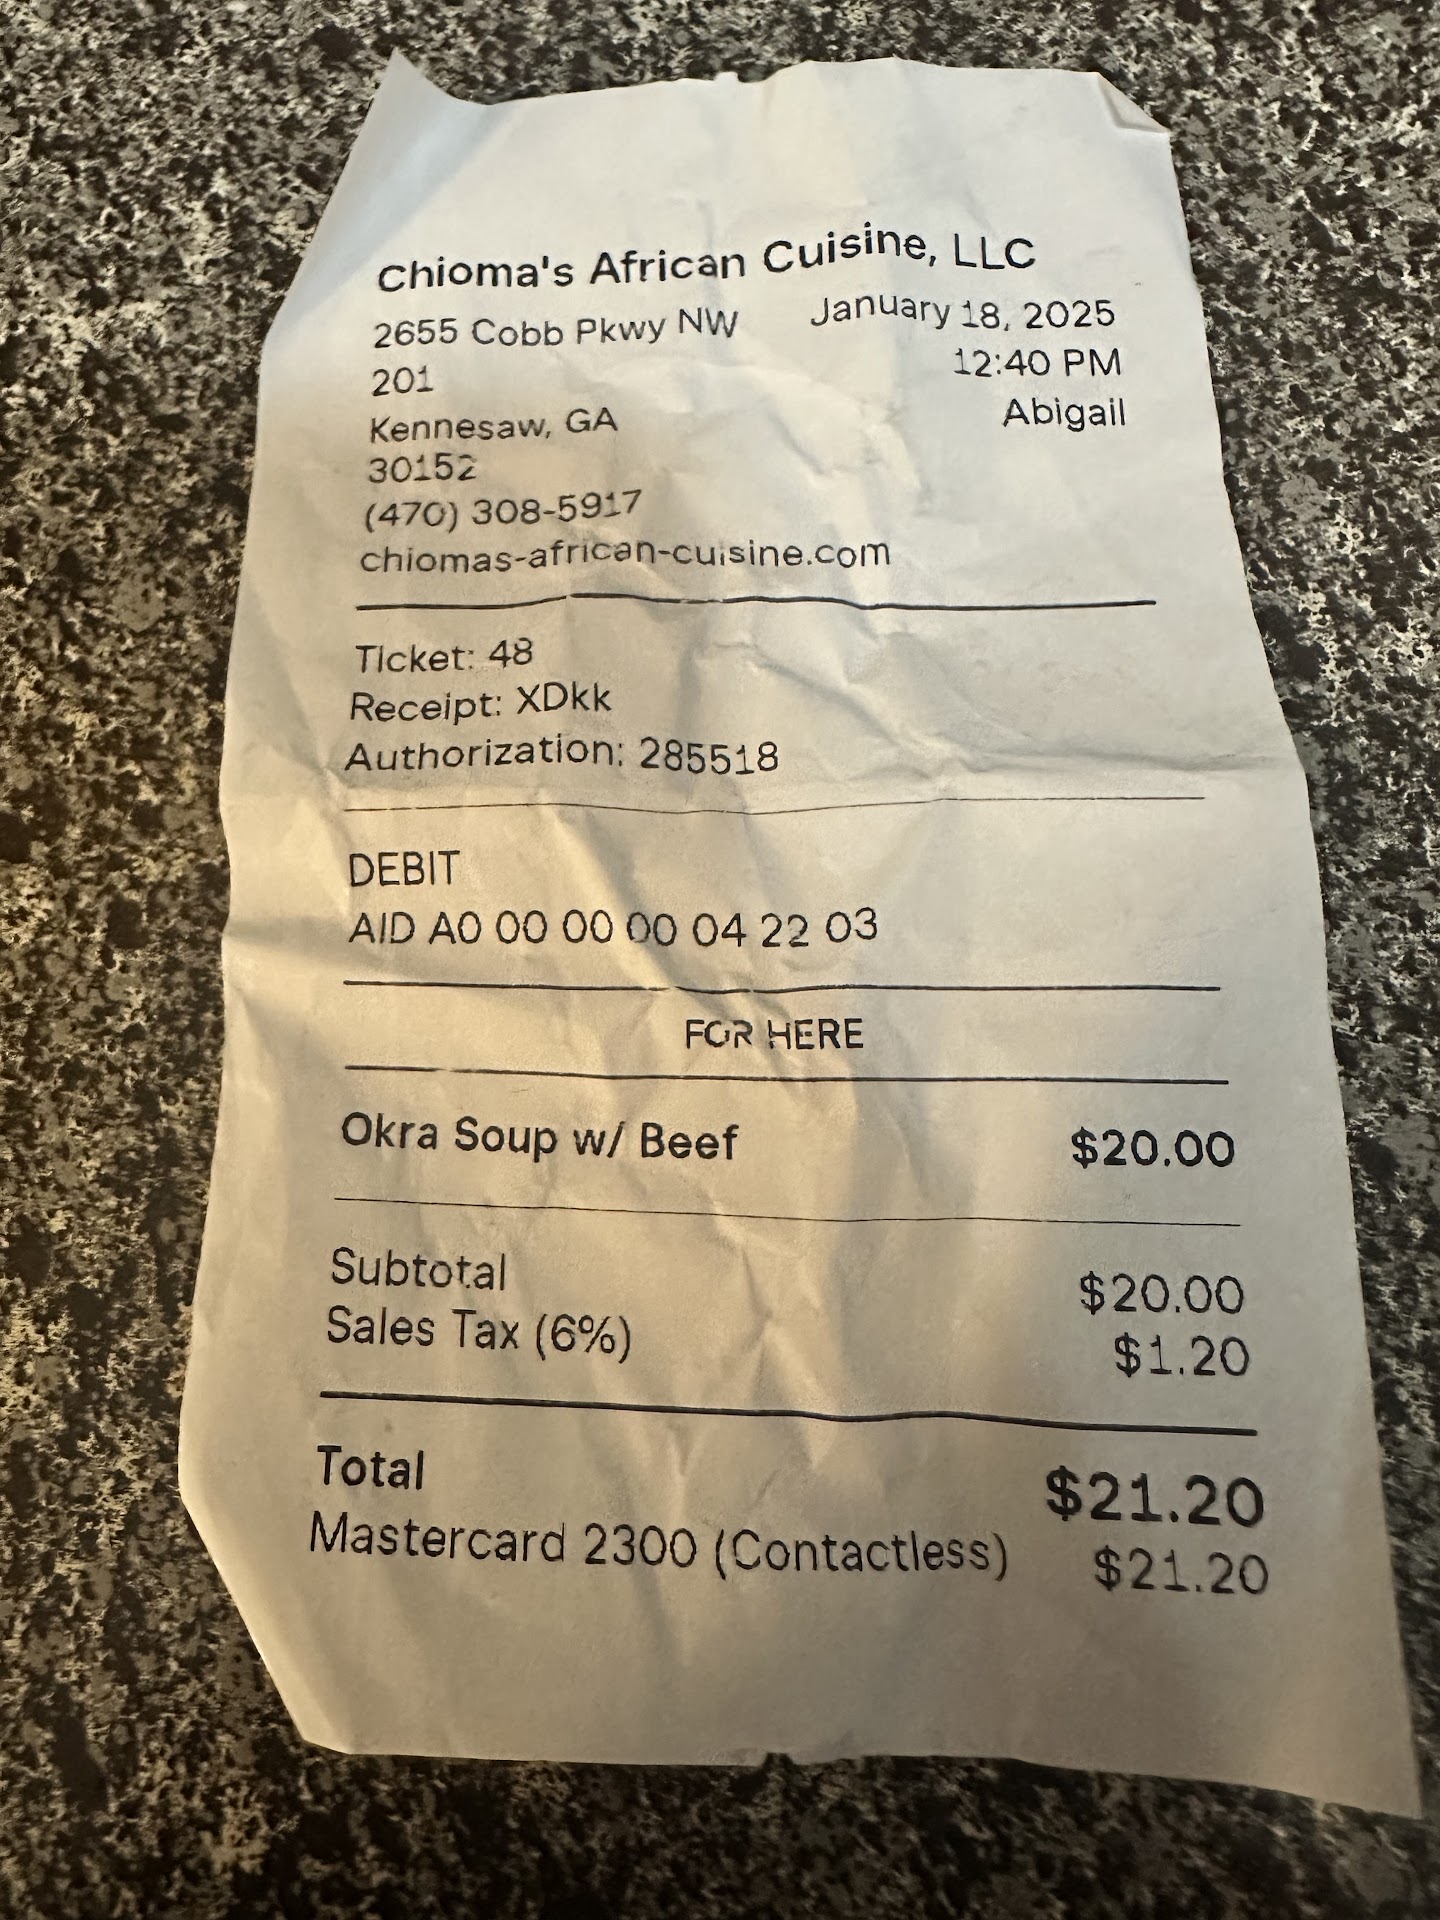 Chioma's African Cuisine, LLC
2655 Cobb Pkwy NW January 18, 2025
201 12:40 PM
Kennesaw, GA Abigail
30152
(470) 308-5917
chiomas-african-cuisine.com
Ticket: 48
Receipt: XDkk
Authorization: 285518
DEBIT
AID A0 00 00 00 04 22 03
FOR HERE
Okra Soup w/ Beef $20.00
Subtotal $20.00
Sales Tax (6%) $1.20
Total $21.20
Mastercard 2300 (Contactless) $21.20